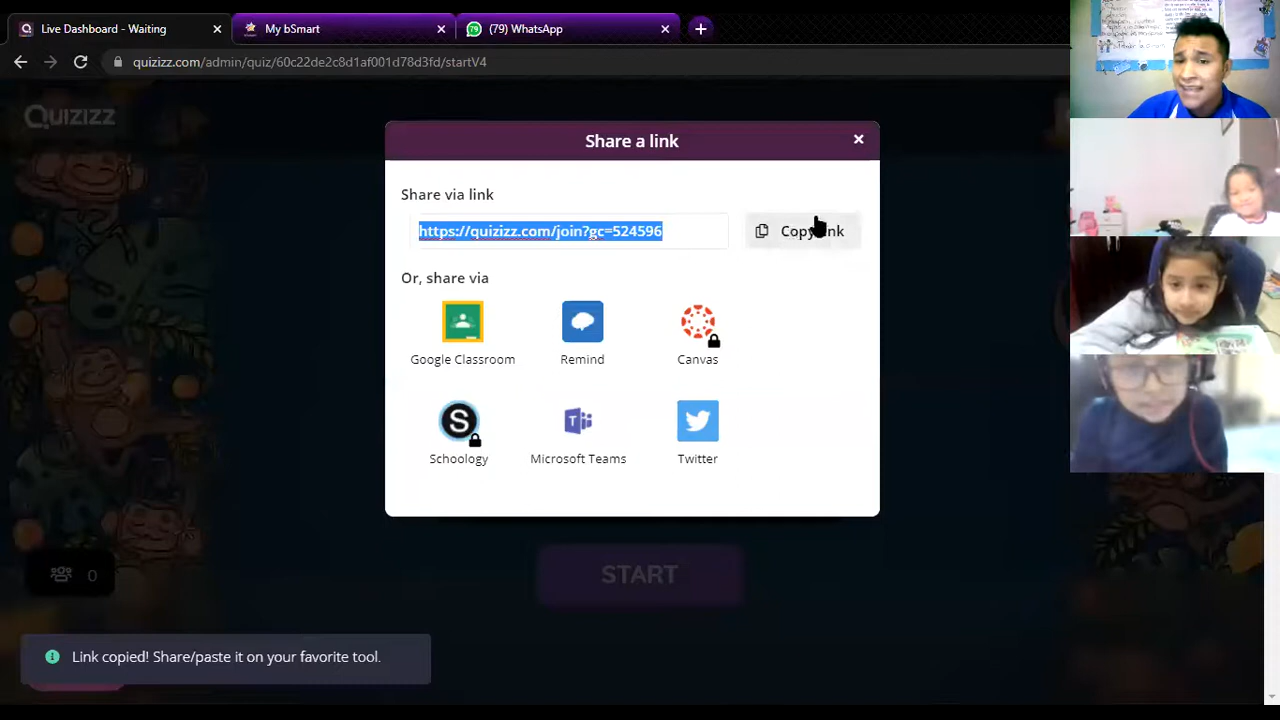 Live Dashboard - Waiting
My bSmart
(79) WhatsApp
quizizz.com/admin/quiz/60c22de2c8d1af001d78d3fd/startV4
QUIZIZZ
Share a link
Share via link
https://quizizz.com/join?gc=524596
Copy link
Or, share via
Google Classroom
Remind
Canvas
S
Schoology
T
Microsoft Teams
Twitter
0
START
Link copied! Share/paste it on your favorite tool.